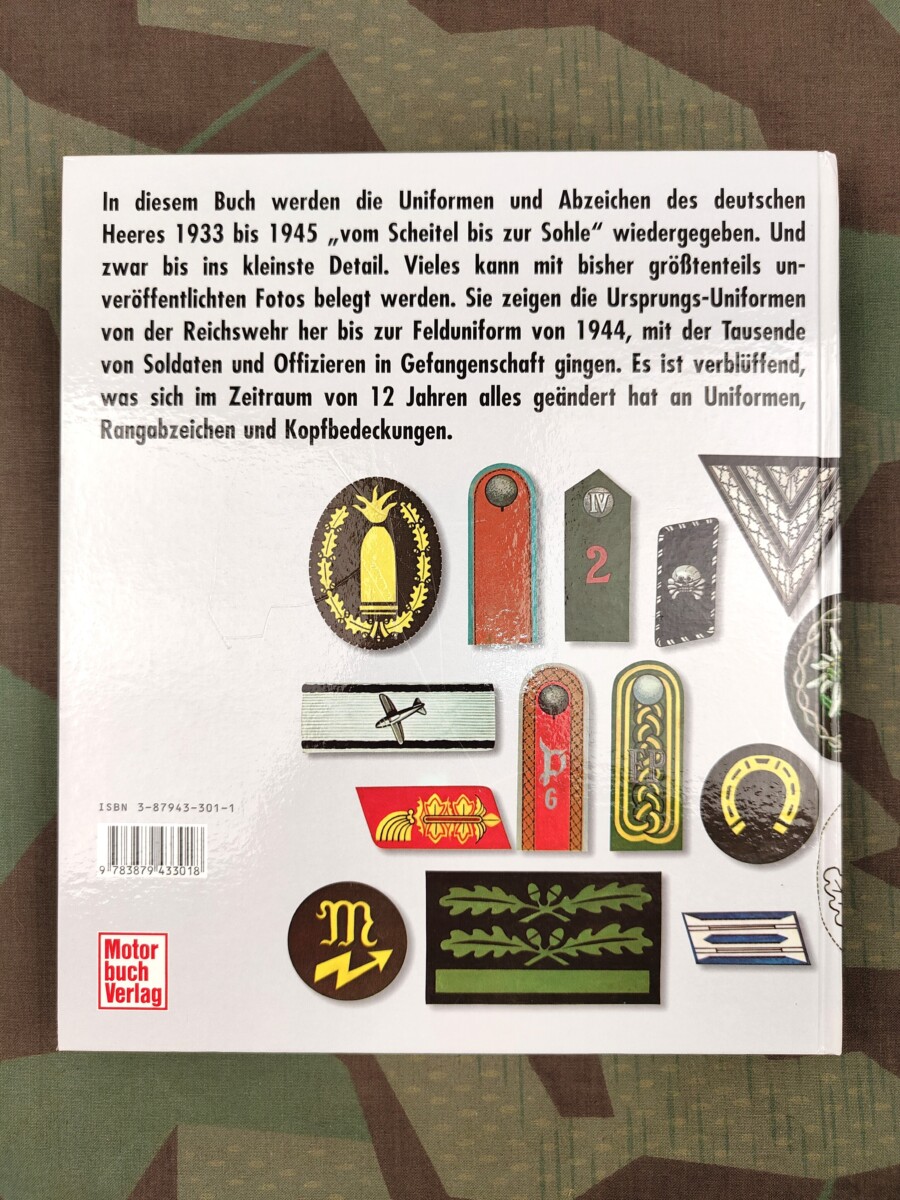 In diesem Buch werden die Uniformen und Abzeichen des deutschen
Heeres 1933 bis 1945 „vom Scheitel bis zur Sohle“ wiedergegeben. Und
zwar bis ins kleinste Detail. Vieles kann mit bisher größtenteils un-
veröffentlichten Fotos belegt werden. Sie zeigen die Ursprungs-Uniformen
von der Reichswehr her bis zur Felduniform von 1944, mit der Tausende
von Soldaten und Offizieren in Gefangenschaft gingen. Es ist verblüffend,
was sich im Zeitraum von 12 Jahren alles geändert hat an Uniformen,
Rangabzeichen und Kopfbedeckungen.
IV
2
P
6
M
ISBN 3-87943-301-1
9 783879 433018
Motor
buch
Verlag